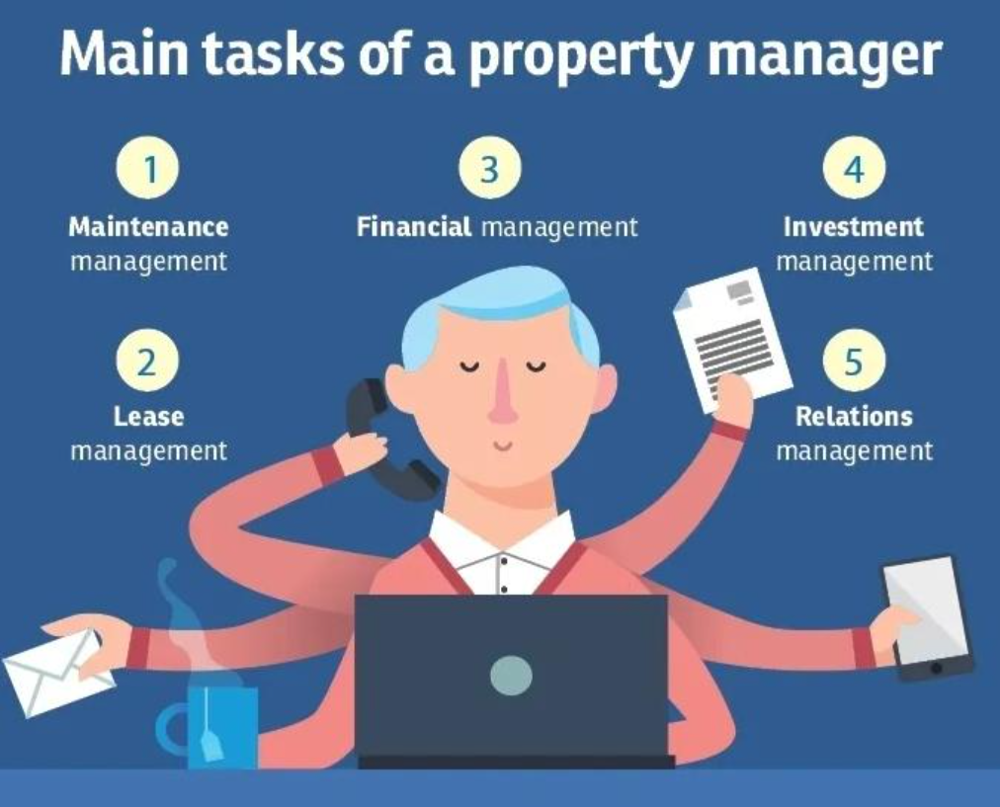 Main tasks of a property manager
1
Maintenance
management
2
Lease
management
3
Financial management
4
Investment
management
5
Relations
management